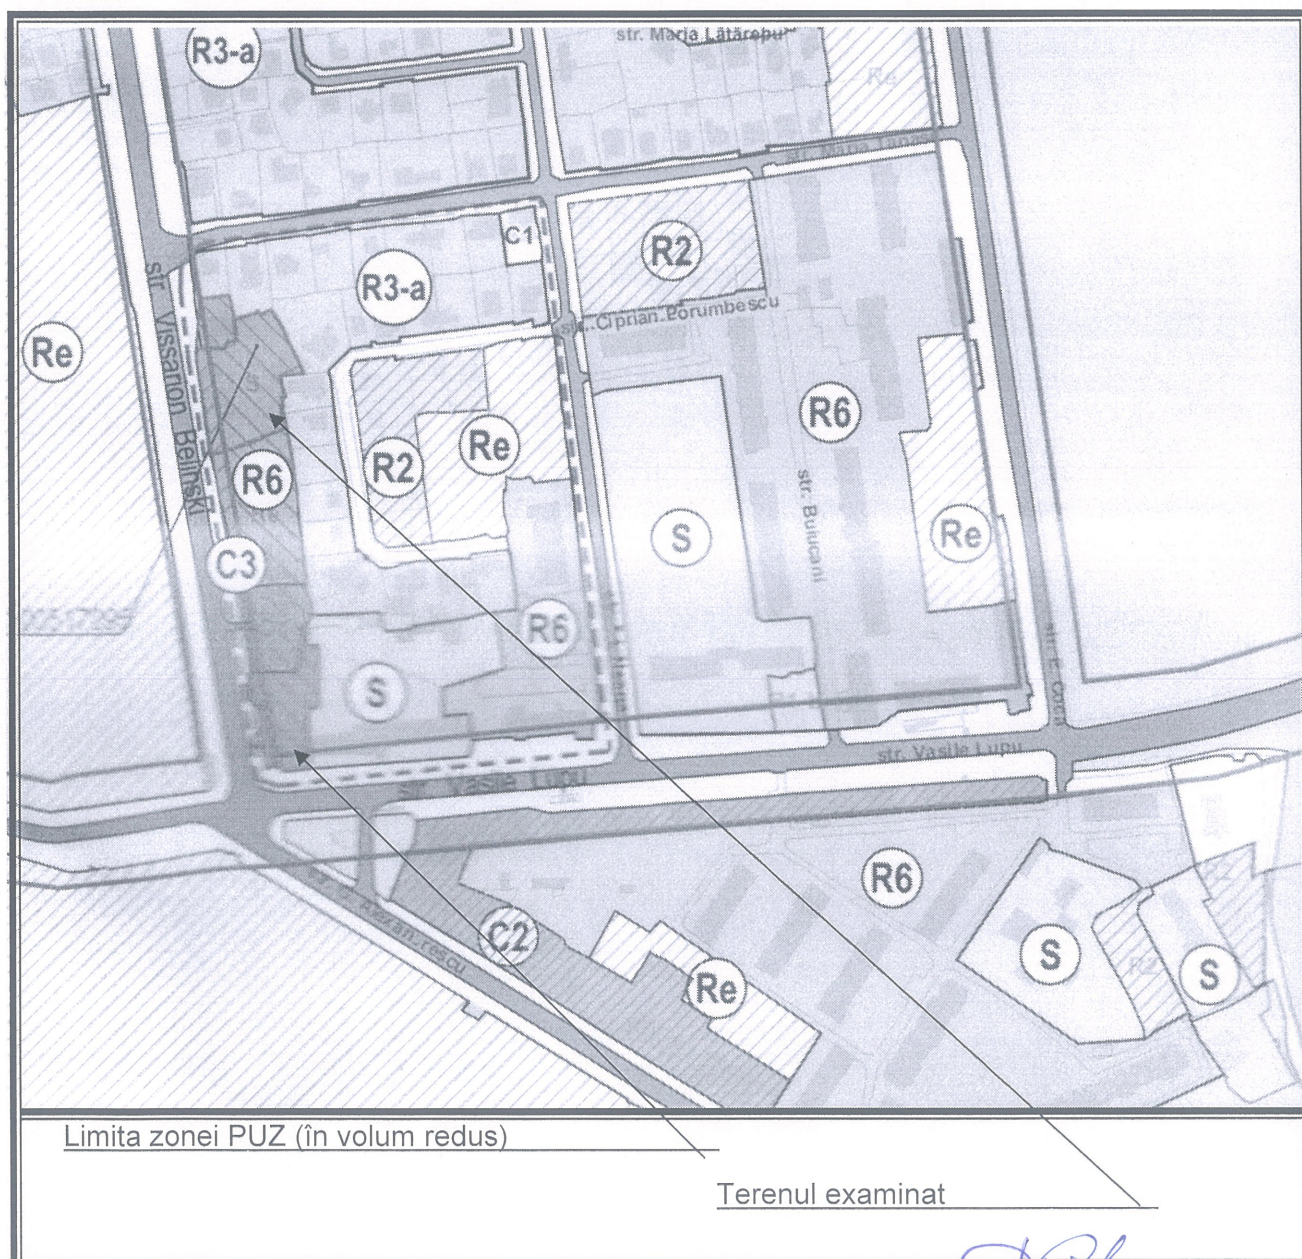 str. Maria Lătărețu
R3-a
Re
C1
R2
R3-a
str. Ciprian Porumbescu
Re
str. Vissarion Belinski
S
R6
R6
R2
Re
str. Buiucani
S
Re
C3
R6
S
str. Vasile Lupu
str. Vasile Lupu
R6
C2
S
R2
S
Re
Limita zonei PUZ (în volum redus)
Terenul examinat